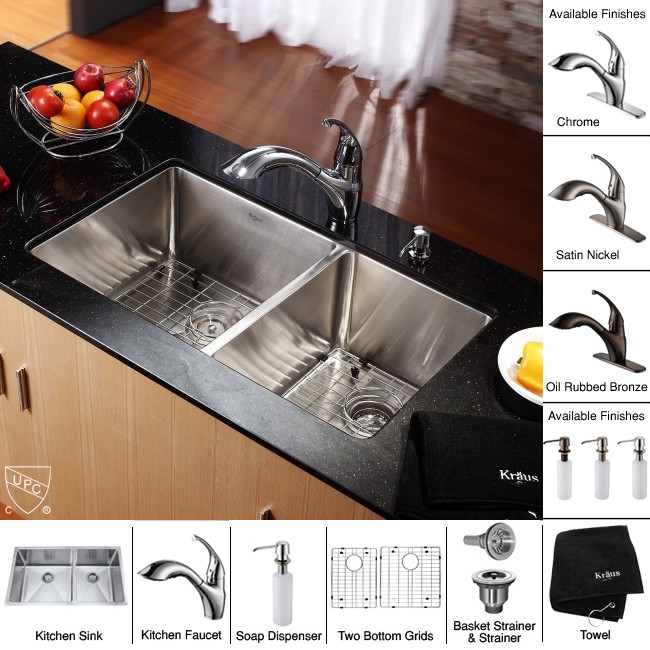 Available Finishes
Chrome
Satin Nickel
Oil Rubbed Bronze
Available Finishes
Kraus
UPC
Kitchen Sink
Kitchen Faucet
Soap Dispenser
Two Bottom Grids
Basket Strainer
& Strainer
Kraus
Towel